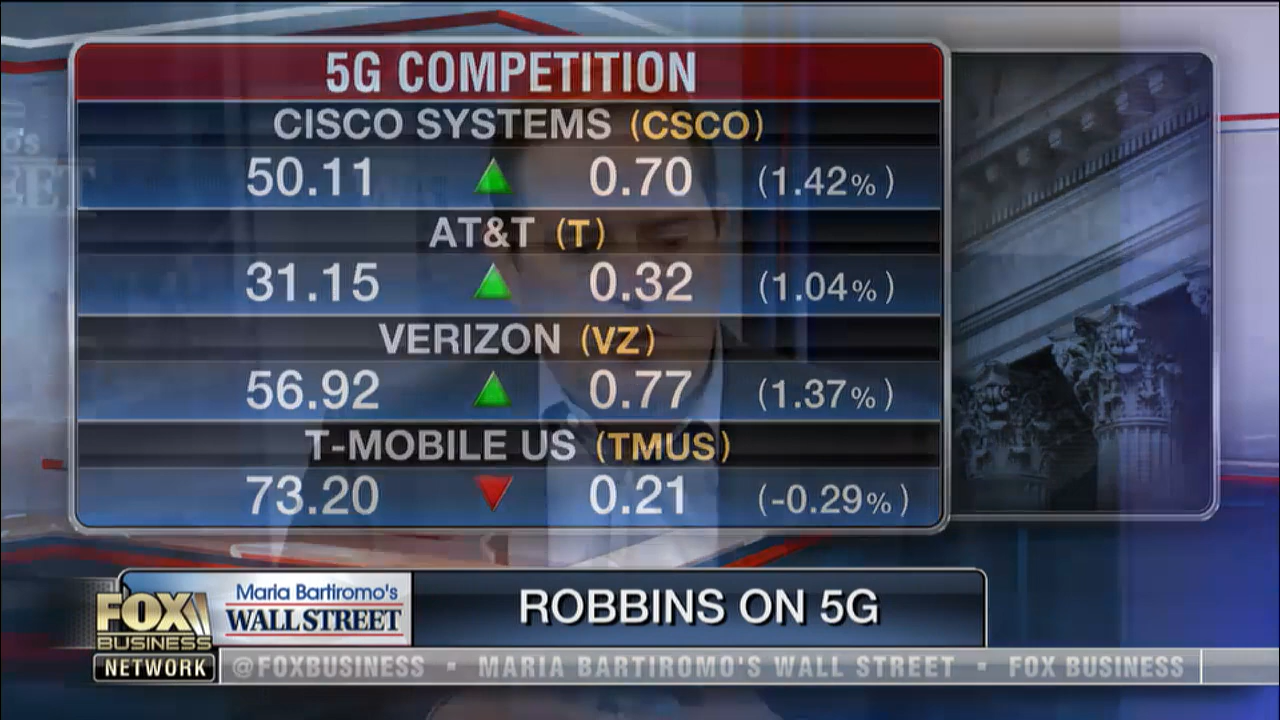 5G COMPETITION
CISCO SYSTEMS (CSCO)
50.11 ▲ 0.70 (1.42%)
AT&T (T)
31.15 ▲ 0.32 (1.04%)
VERIZON (VZ)
56.92 ▲ 0.77 (1.37%)
T-MOBILE US (TMUS)
73.20 ▼ 0.21 (-0.29%)
Maria Bartiromo's
WALL STREET
ROBBINS ON 5G
FOX
BUSINESS
NETWORK
@FOXBUSINESS ▪ MARIA BARTIROMO'S WALL STREET ▪ FOX BUSINESS